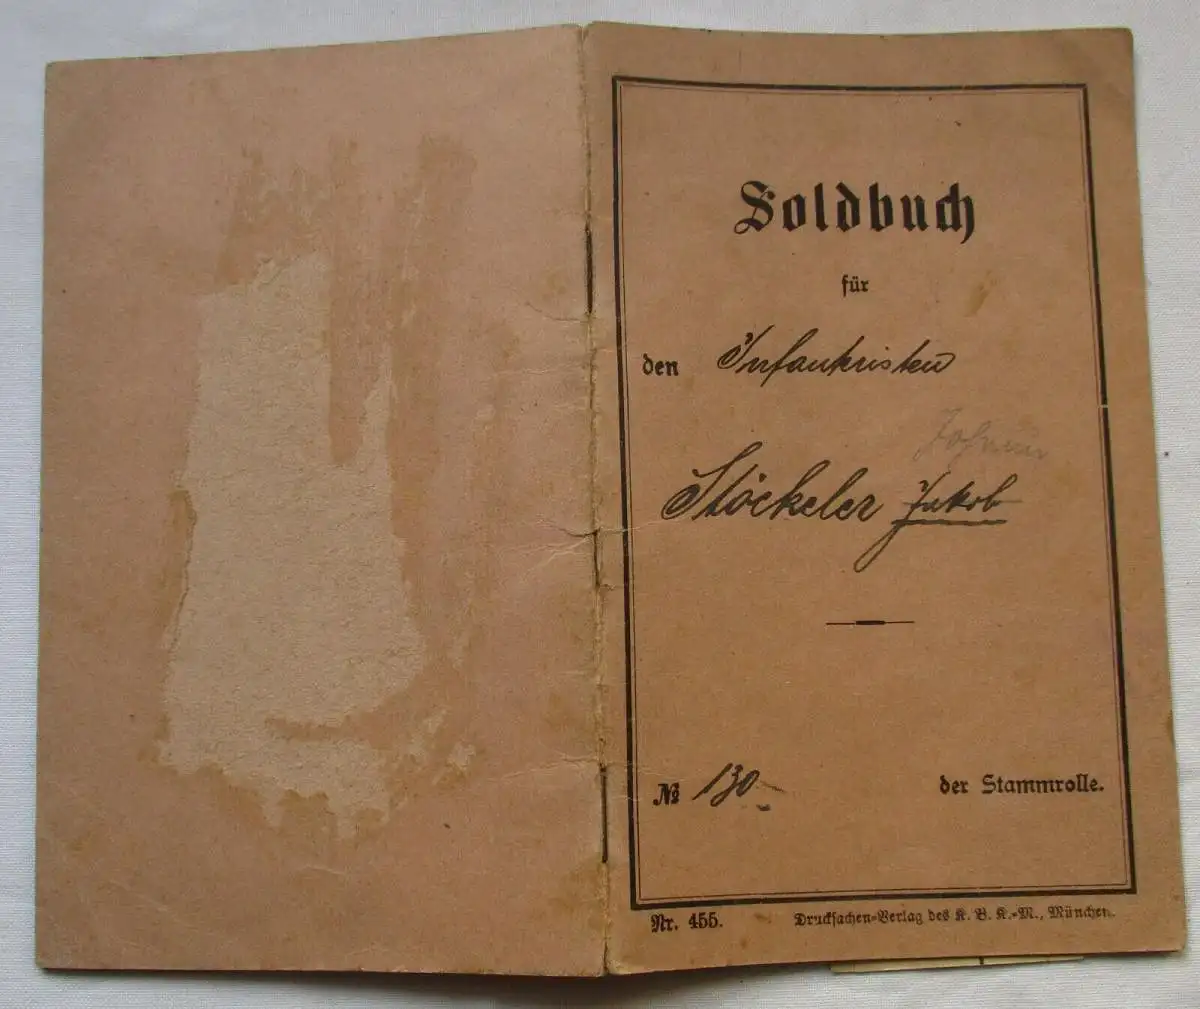 Soldbuch
für
den Infanteristen
Johann
Stöckeler Jakob
№ 130 der Stammrolle.
Nr. 455. Drucksachen-Verlag des K. B. K.-M., München.